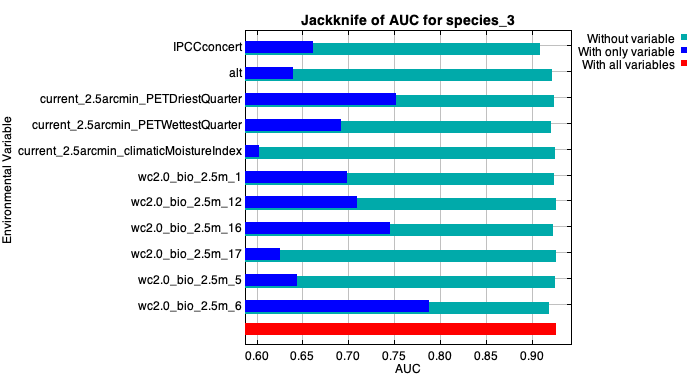 Jackknife of AUC for species_3
Without variable
With only variable
With all variables
Environmental Variable
IPCCconcert
alt
current_2.5arcmin_PETDriestQuarter
current_2.5arcmin_PETWettestQuarter
current_2.5arcmin_climaticMoistureIndex
wc2.0_bio_2.5m_1
wc2.0_bio_2.5m_12
wc2.0_bio_2.5m_16
wc2.0_bio_2.5m_17
wc2.0_bio_2.5m_5
wc2.0_bio_2.5m_6
0.60 0.65 0.70 0.75 0.80 0.85 0.90
AUC